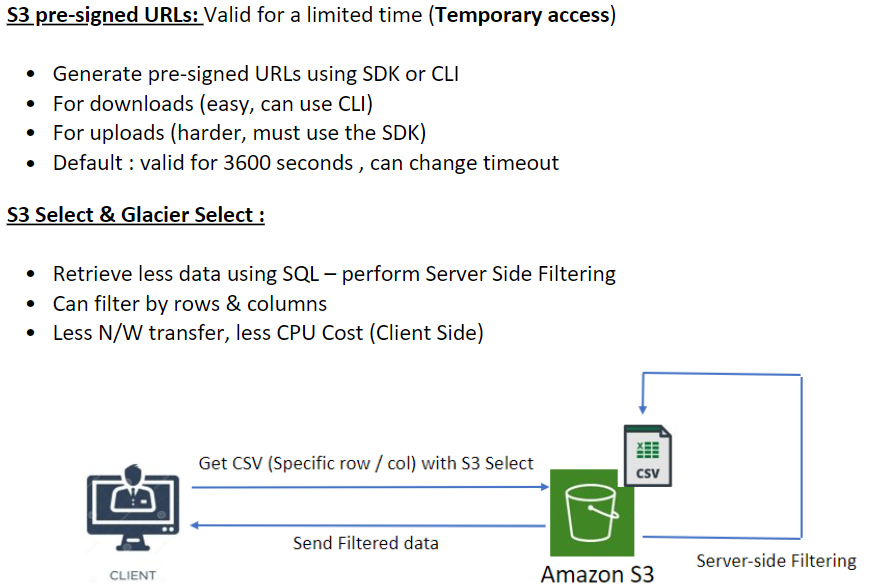 S3 pre-signed URLs: Valid for a limited time (Temporary access)
• Generate pre-signed URLs using SDK or CLI
• For downloads (easy, can use CLI)
• For uploads (harder, must use the SDK)
• Default : valid for 3600 seconds , can change timeout
S3 Select & Glacier Select :
• Retrieve less data using SQL – perform Server Side Filtering
• Can filter by rows & columns
• Less N/W transfer, less CPU Cost (Client Side)
Get CSV (Specific row / col) with S3 Select
CSV
Send Filtered data
Server-side Filtering
CLIENT
Amazon S3